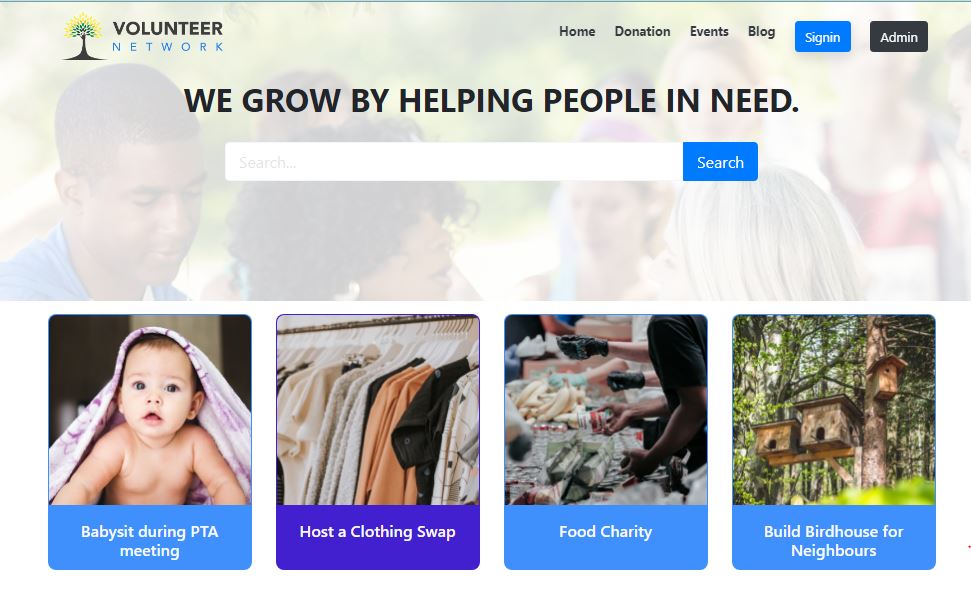 VOLUNTEER
NETWORK
Home Donation Events Blog Signin Admin
WE GROW BY HELPING PEOPLE IN NEED.
Search... Search
Babysit during PTA
meeting
Host a Clothing Swap
Food Charity
Build Birdhouse for
Neighbours